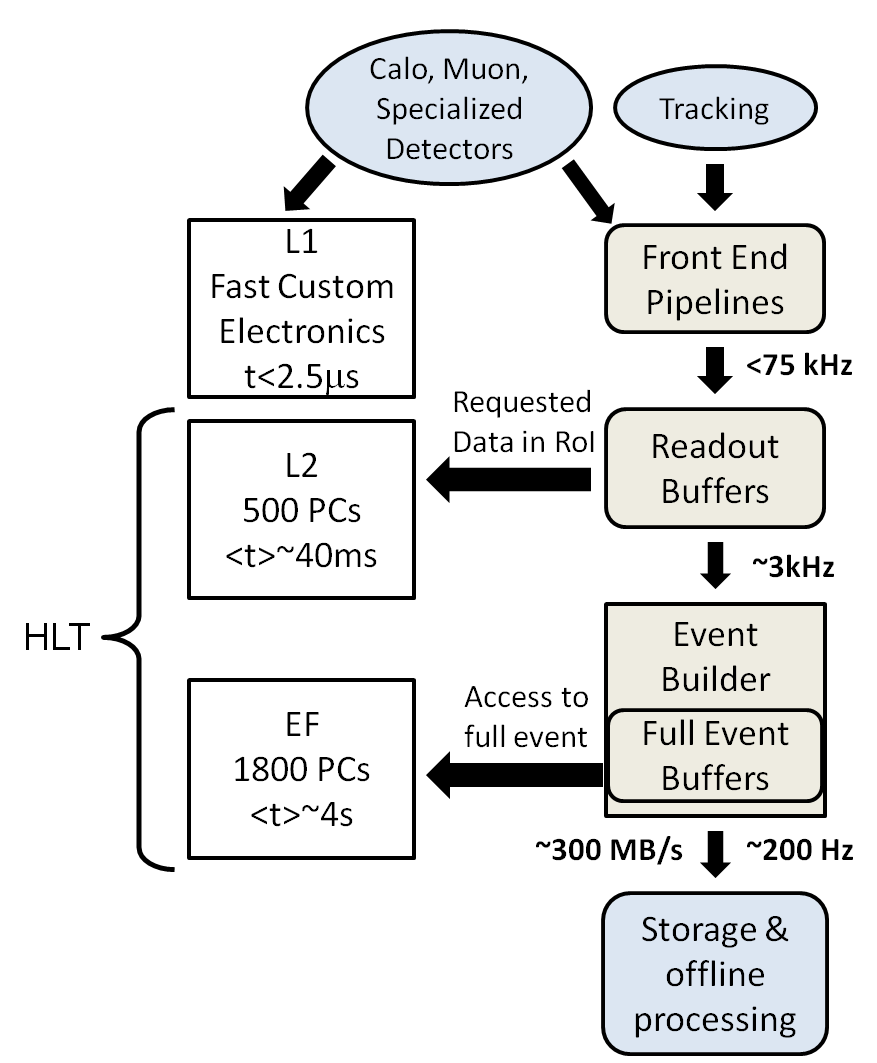 Calo, Muon,
Specialized
Detectors
Tracking
L1
Fast Custom
Electronics
t<2.5μs
Front End
Pipelines
<75 kHz
Requested
Data in RoI
Readout
Buffers
L2
500 PCs
<t>~40ms
~3kHz
HLT
Event
Builder
Access to
full event
Full Event
Buffers
EF
1800 PCs
<t>~4s
~300 MB/s
~200 Hz
Storage &
offline
processing